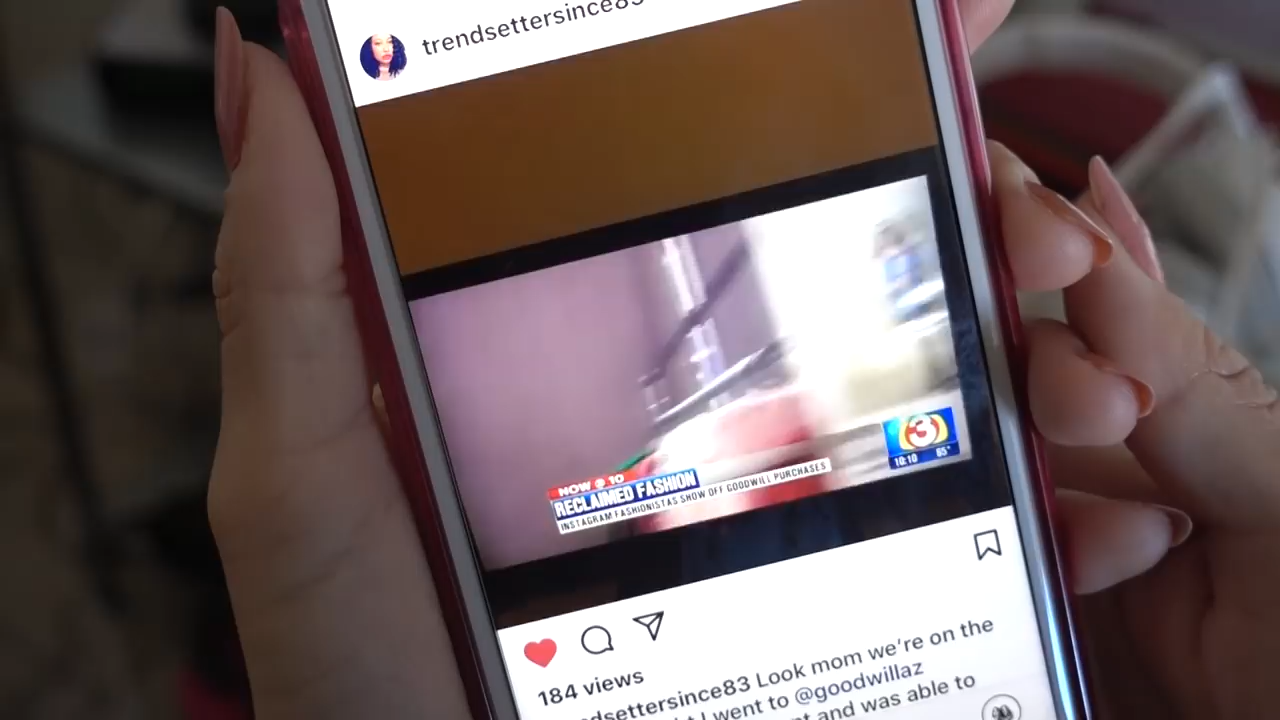 trendsettersince83
NOW @ 10
RECLAIMED FASHION
INSTAGRAM FASHIONISTAS SHOW OFF GOODWILL PURCHASES
3
10:10 65°
184 views
dsettersince83 Look mom we're on the
I went to @goodwillaz
and was able to